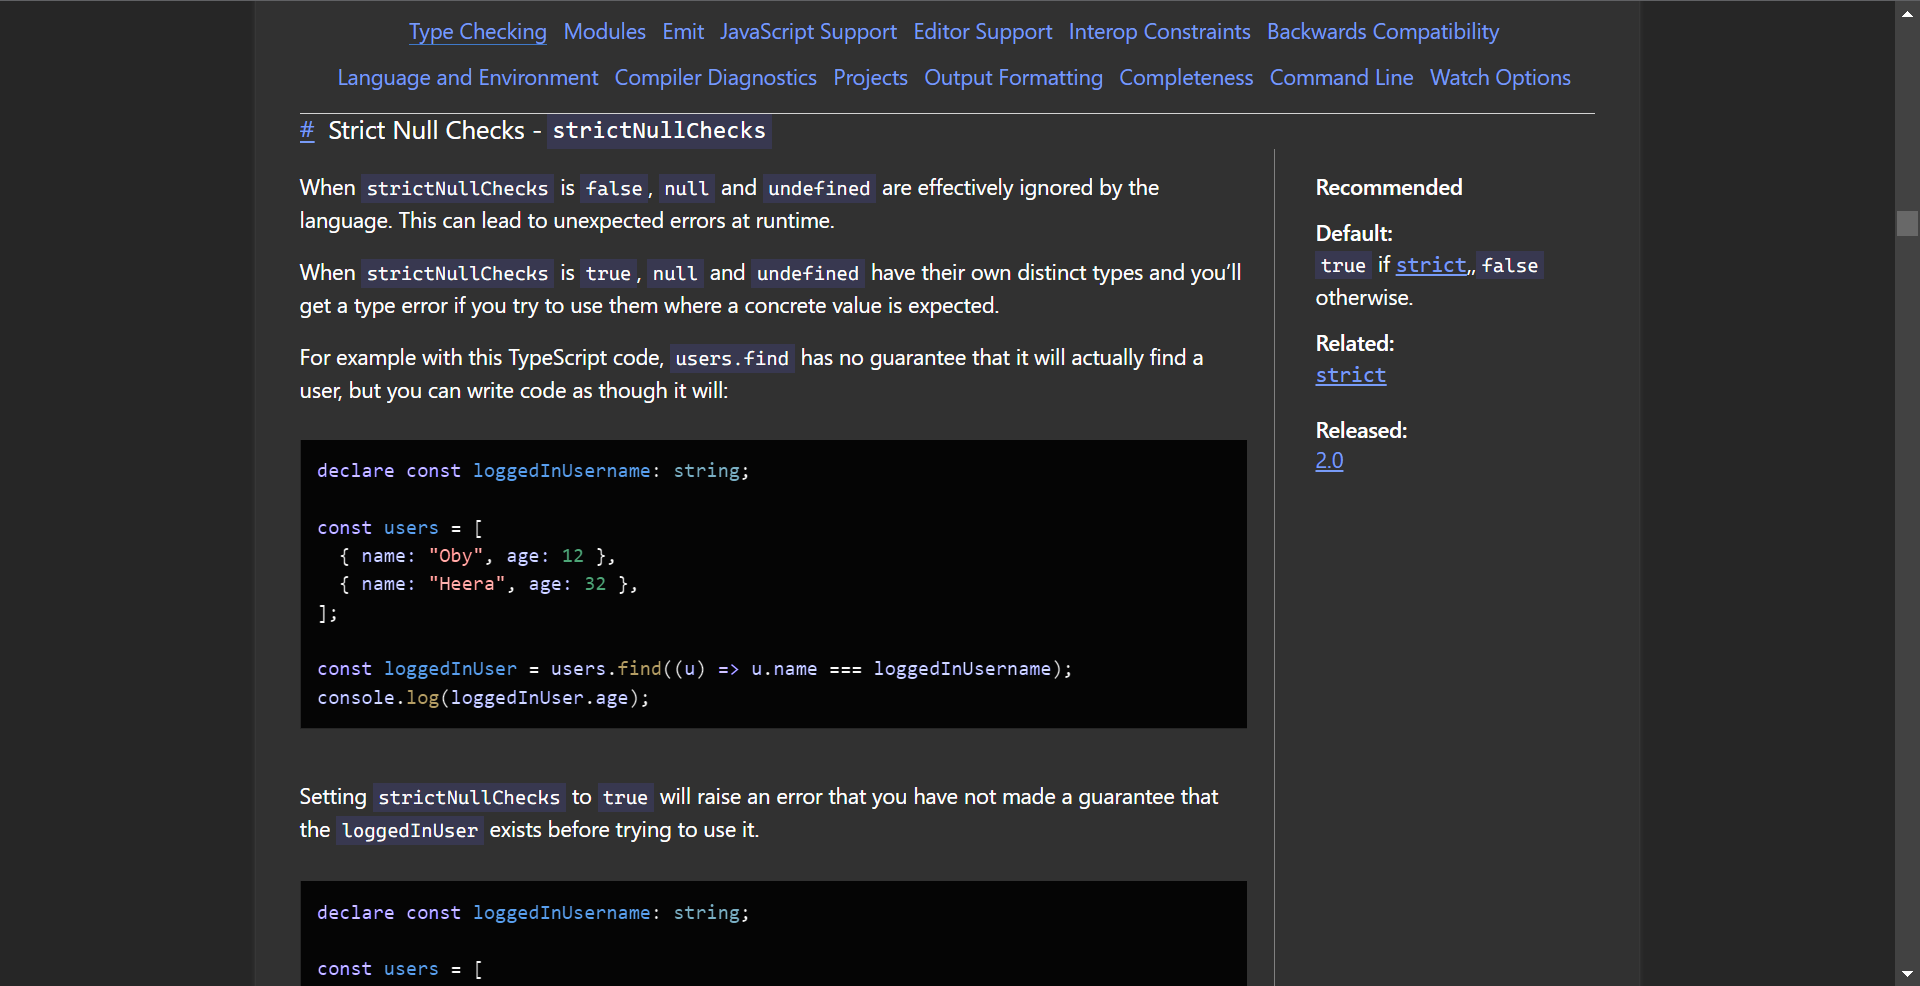 Type Checking Modules Emit JavaScript Support Editor Support Interop Constraints Backwards Compatibility
Language and Environment Compiler Diagnostics Projects Output Formatting Completeness Command Line Watch Options
# Strict Null Checks - strictNullChecks
When strictNullChecks is false, null and undefined are effectively ignored by the
language. This can lead to unexpected errors at runtime.
When strictNullChecks is true, null and undefined have their own distinct types and you’ll
get a type error if you try to use them where a concrete value is expected.
For example with this TypeScript code, users.find has no guarantee that it will actually find a
user, but you can write code as though it will:
declare const loggedInUsername: string;
const users = [
  { name: "Oby", age: 12 },
  { name: "Heera", age: 32 },
];
const loggedInUser = users.find((u) => u.name === loggedInUsername);
console.log(loggedInUser.age);
Setting strictNullChecks to true will raise an error that you have not made a guarantee that
the loggedInUser exists before trying to use it.
declare const loggedInUsername: string;
const users = [
Recommended
Default:
true if strict,, false
otherwise.
Related:
strict
Released:
2.0